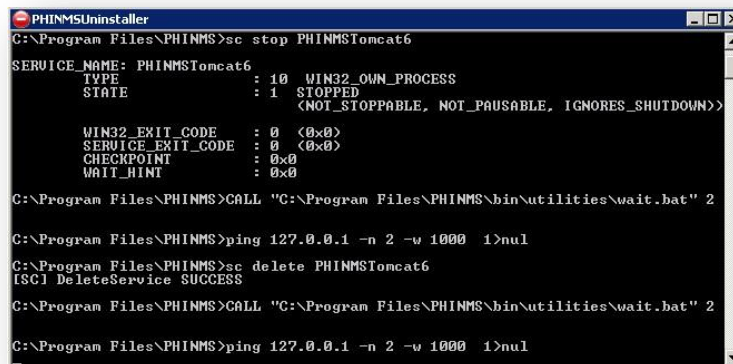 PHINMSUninstaller
C:\Program Files\PHINMS>sc stop PHINMSTomcat6
SERVICE_NAME: PHINMSTomcat6
TYPE : 10 WIN32_OWN_PROCESS
STATE : 1 STOPPED
(NOT_STOPPABLE, NOT_PAUSABLE, IGNORES_SHUTDOWN))
WIN32_EXIT_CODE : 0 (0x0)
SERVICE_EXIT_CODE : 0 (0x0)
CHECKPOINT : 0x0
WAIT_HINT : 0x0
C:\Program Files\PHINMS>CALL "C:\Program Files\PHINMS\bin\utilities\wait.bat" 2
C:\Program Files\PHINMS>ping 127.0.0.1 -n 2 -w 1000 1>nul
C:\Program Files\PHINMS>sc delete PHINMSTomcat6
[SC] DeleteService SUCCESS
C:\Program Files\PHINMS>CALL "C:\Program Files\PHINMS\bin\utilities\wait.bat" 2
C:\Program Files\PHINMS>ping 127.0.0.1 -n 2 -w 1000 1>nul